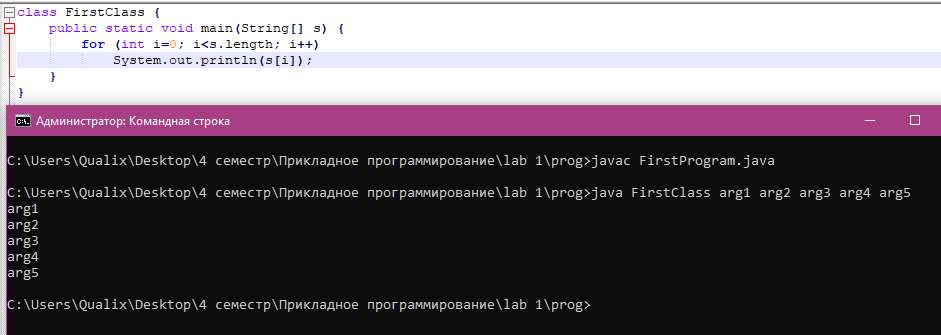 class FirstClass {
public static void main(String[] s) {
for (int i=0; i<s.length; i++)
System.out.println(s[i]);
}
}
Администратор: Командная строка
C:\Users\Qualix\Desktop\4 семестр\Прикладное программирование\lab 1\prog>javac FirstProgram.java
C:\Users\Qualix\Desktop\4 семестр\Прикладное программирование\lab 1\prog>java FirstClass arg1 arg2 arg3 arg4 arg5
arg1
arg2
arg3
arg4
arg5
C:\Users\Qualix\Desktop\4 семестр\Прикладное программирование\lab 1\prog>